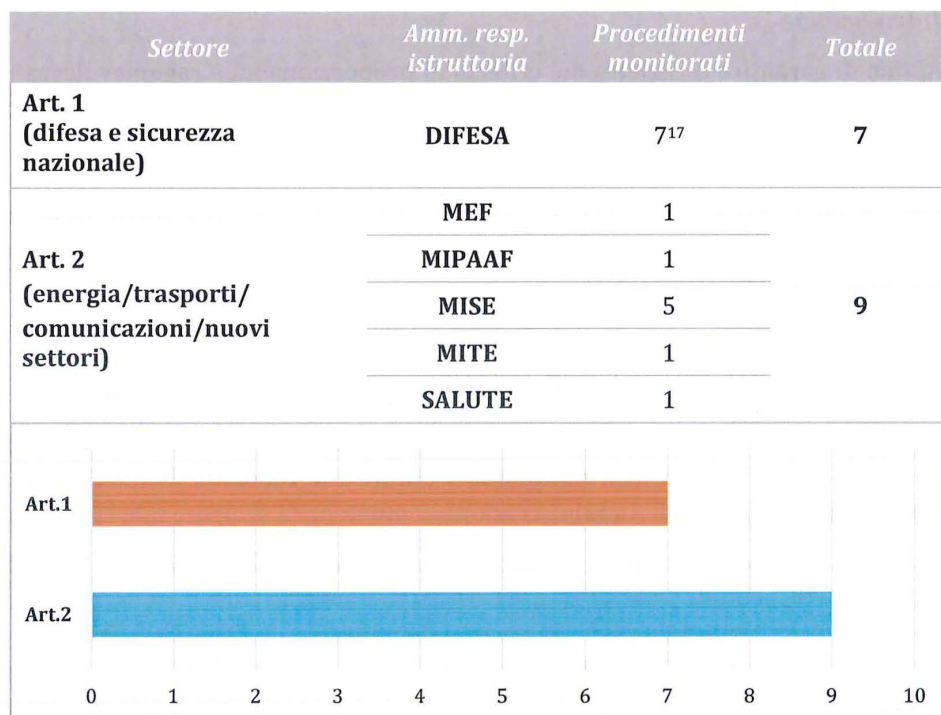 Settore
Amm. resp.
istruttoria
Procedimenti
monitorati
Totale
Art. 1
(difesa e sicurezza
nazionale)
DIFESA
7¹⁷
7
Art. 2
(energia/trasporti/
comunicazioni/nuovi
settori)
MEF
1
MIPAAF
1
MISE
5
MITE
1
SALUTE
1
9
Art.1
Art.2
0 1 2 3 4 5 6 7 8 9 10